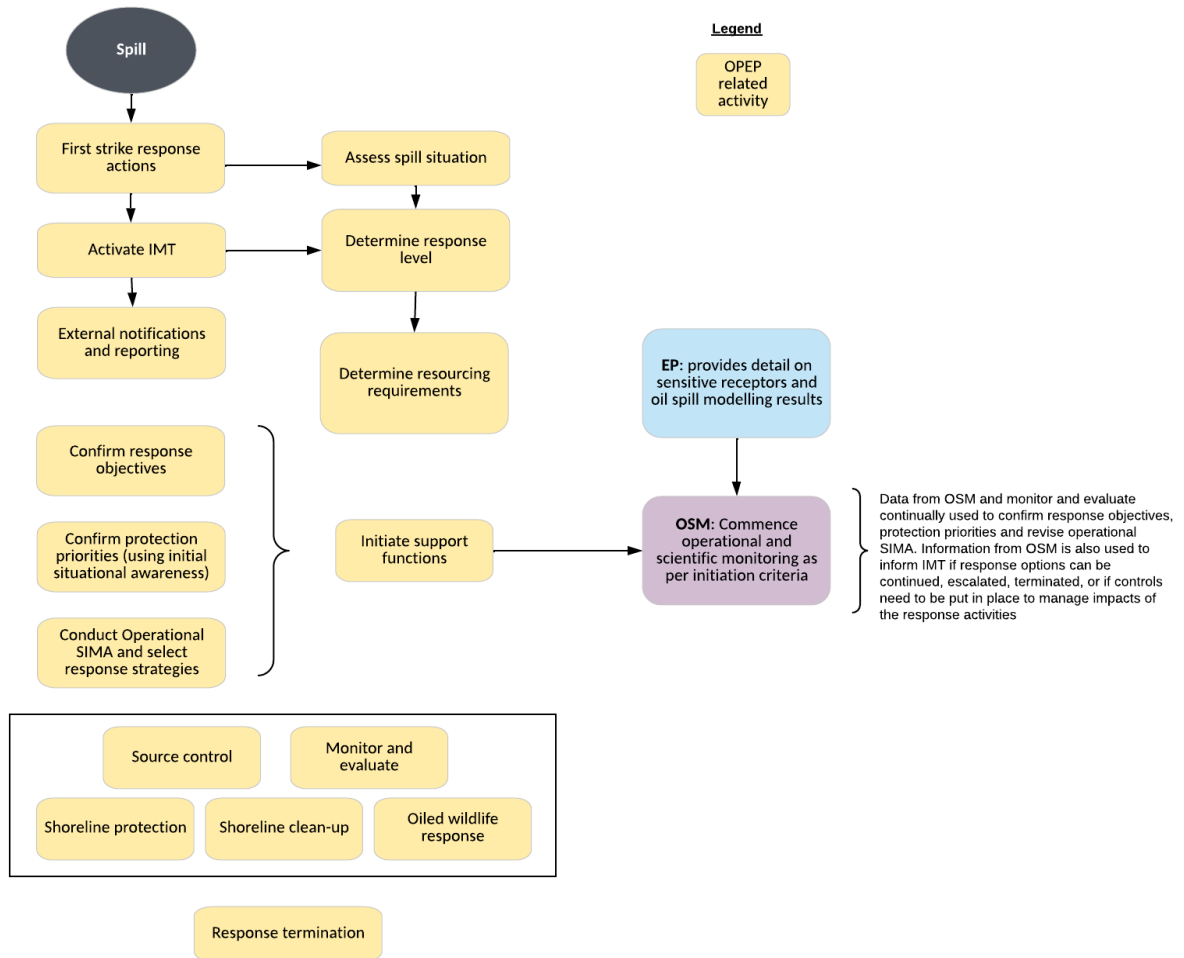 Spill
Legend
OPEP
related
activity
First strike response
actions
Assess spill situation
Activate IMT
Determine response
level
External notifications
and reporting
Determine resourcing
requirements
EP: provides detail on
sensitive receptors and
oil spill modelling results
Confirm response
objectives
Confirm protection
priorities (using initial
situational awareness)
Conduct Operational
SIMA and select
response strategies
Initiate support
functions
OSM: Commence
operational and
scientific monitoring as
per initiation criteria
Data from OSM and monitor and evaluate
continually used to confirm response objectives,
protection priorities and revise operational
SIMA. Information from OSM is also used to
inform IMT if response options can be
continued, escalated, terminated, or if controls
need to be put in place to manage impacts of
the response activities
Source control
Monitor and
evaluate
Shoreline protection
Shoreline clean-up
Oiled wildlife
response
Response termination